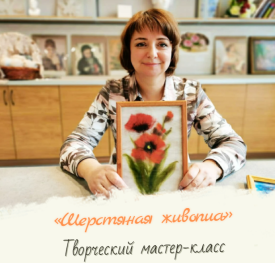 «Шерстяная живопись»
Творческий мастер-класс